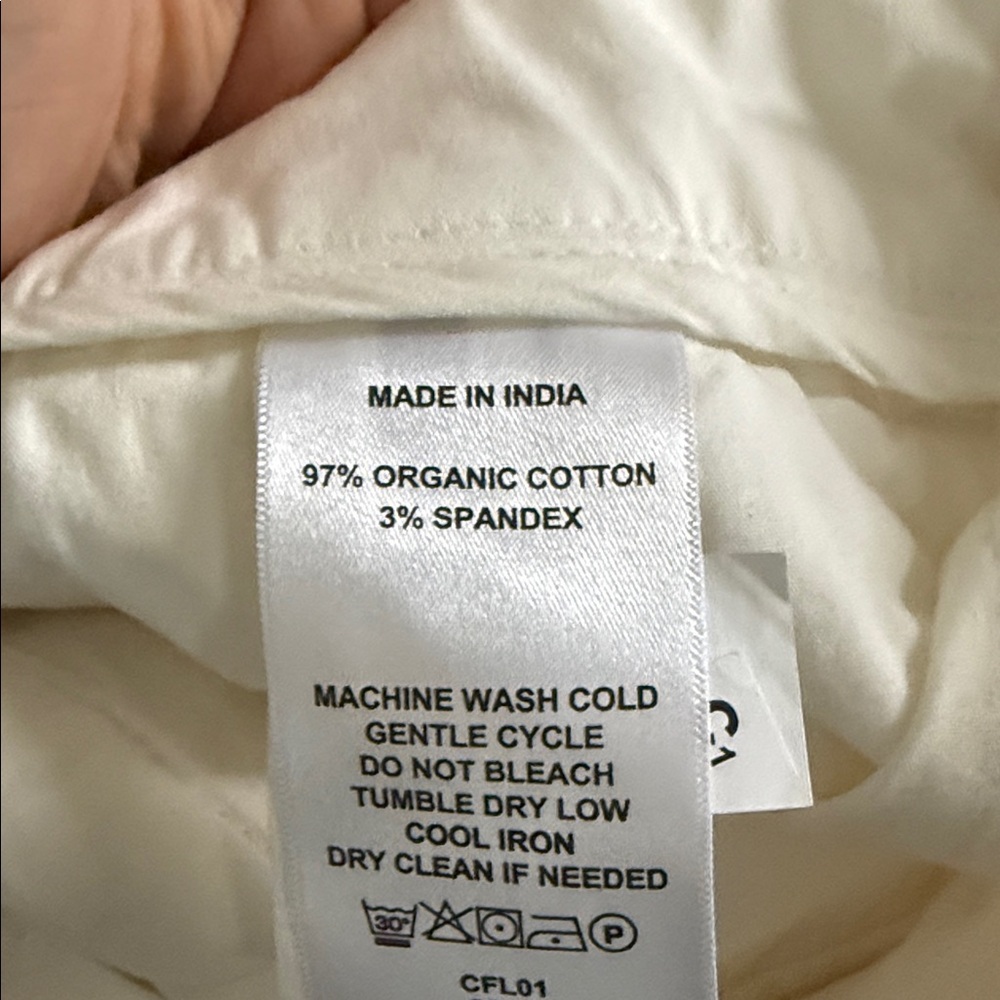 MADE IN INDIA
97% ORGANIC COTTON
3% SPANDEX
MACHINE WASH COLD
GENTLE CYCLE
DO NOT BLEACH
TUMBLE DRY LOW
COOL IRON
DRY CLEAN IF NEEDED
30° P
CFL01